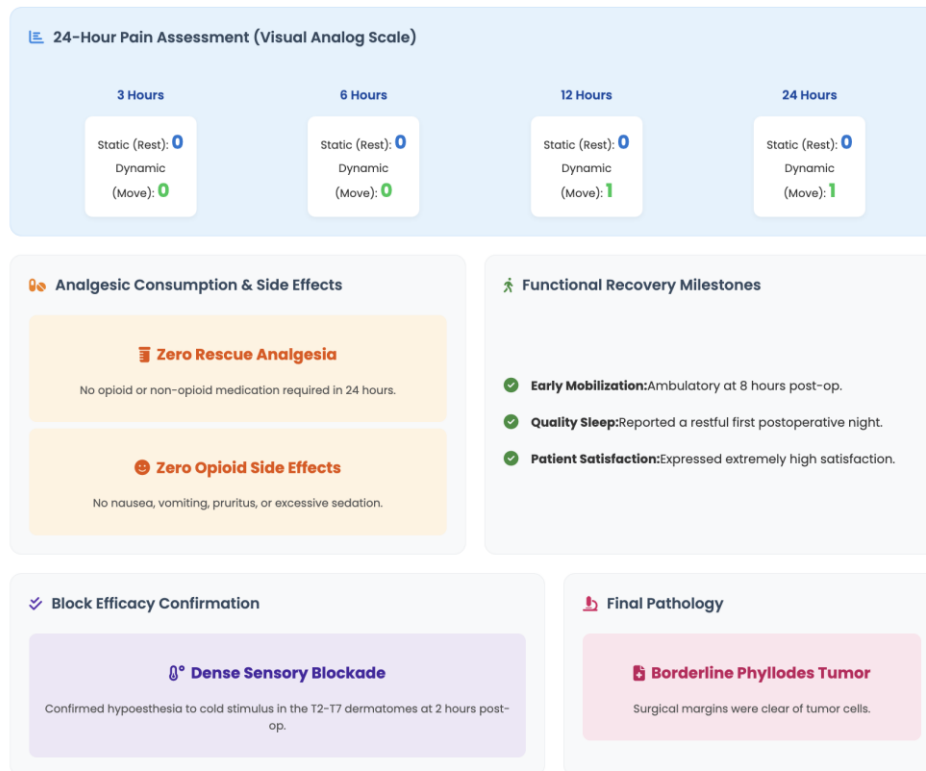 24-Hour Pain Assessment (Visual Analog Scale)
3 Hours
Static (Rest): 0
Dynamic
(Move): 0
6 Hours
Static (Rest): 0
Dynamic
(Move): 0
12 Hours
Static (Rest): 0
Dynamic
(Move): 1
24 Hours
Static (Rest): 0
Dynamic
(Move): 1
Analgesic Consumption & Side Effects
Zero Rescue Analgesia
No opioid or non-opioid medication required in 24 hours.
Zero Opioid Side Effects
No nausea, vomiting, pruritus, or excessive sedation.
Functional Recovery Milestones
Early Mobilization:Ambulatory at 8 hours post-op.
Quality Sleep:Reported a restful first postoperative night.
Patient Satisfaction:Expressed extremely high satisfaction.
Block Efficacy Confirmation
Dense Sensory Blockade
Confirmed hypoesthesia to cold stimulus in the T2-T7 dermatomes at 2 hours post-
op.
Final Pathology
Borderline Phyllodes Tumor
Surgical margins were clear of tumor cells.